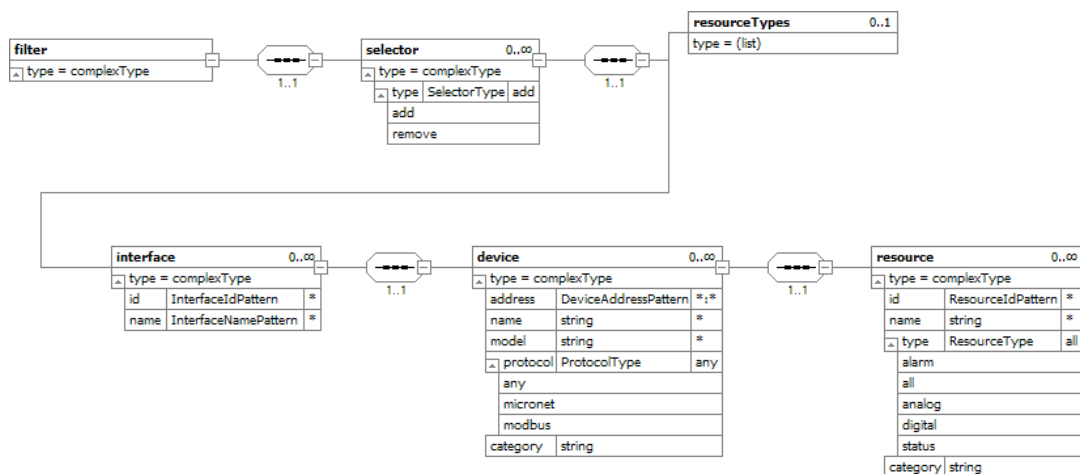 resourceTypes 0..1
type = (list)
filter
type = complexType
1..1
selector 0..∞
type = complexType
type SelectorType add
add
remove
1..1
interface 0..∞
type = complexType
id InterfaceIdPattern *
name InterfaceNamePattern *
1..1
device 0..∞
type = complexType
address DeviceAddressPattern *:*
name string *
model string *
protocol ProtocolType any
any
micronet
modbus
category string
1..1
resource 0..∞
type = complexType
id ResourceIdPattern *
name string *
type ResourceType all
alarm
all
analog
digital
status
category string